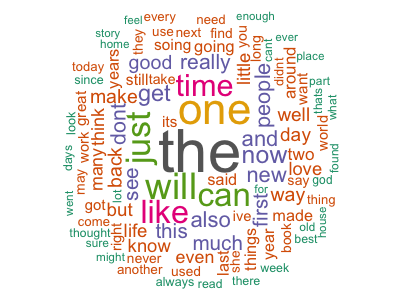 feel every need enough
story they use next find you cant ever
home soing going long
today years good really little around place
since still take time people didnt
make get want thats part
great dont one what
look think just its and well world
work the now day
days many see two found
may back will can new love
went lot said for say god
got like also first way thing
come but this ive made
thought right life much things year book old house
sure know even last she best
might never used week
another always read there